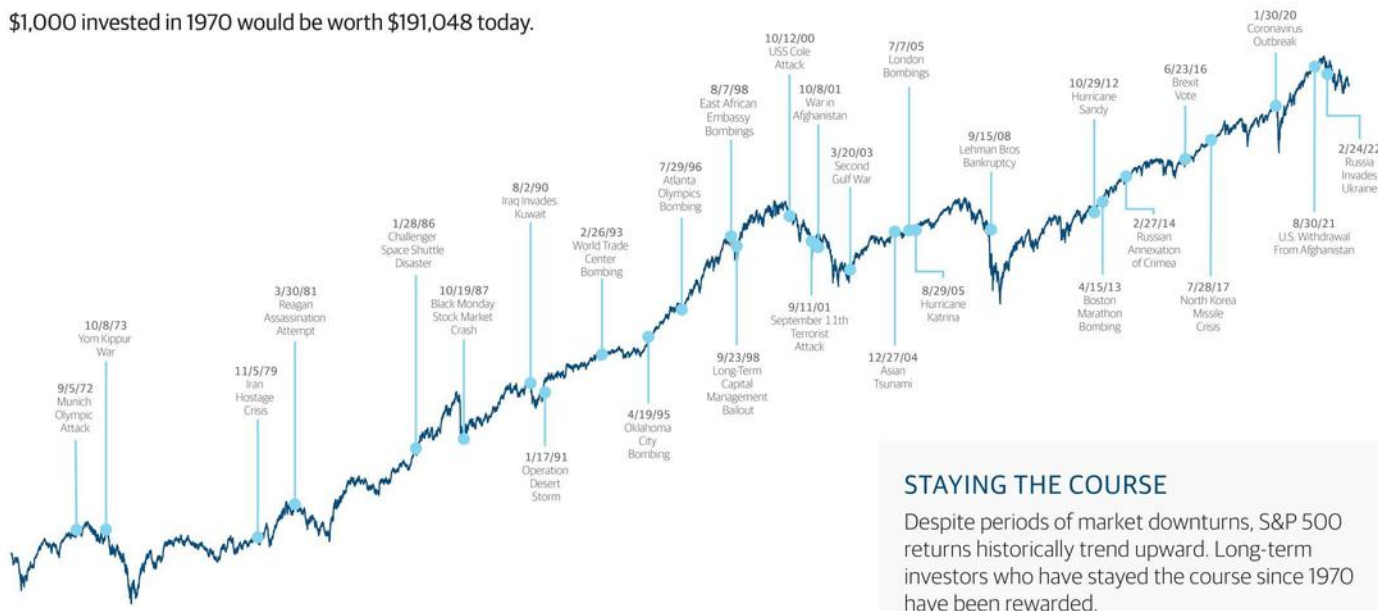 $1,000 invested in 1970 would be worth $191,048 today.
9/5/72
Munich
Olympic
Attack
10/8/73
Yom Kippur
War
11/5/79
Iran
Hostage
Crisis
3/30/81
Reagan
Assassination
Attempt
1/28/86
Challenger
Space Shuttle
Disaster
10/19/87
Black Monday
Stock Market
Crash
8/2/90
Iraq Invades
Kuwait
1/17/91
Operation
Desert
Storm
2/26/93
World Trade
Center
Bombing
4/19/95
Oklahoma
City
Bombing
7/29/96
Atlanta
Olympics
Bombing
8/7/98
East African
Embassy
Bombings
9/23/98
Long-Term
Capital
Management
Bailout
10/12/00
USS Cole
Attack
9/11/01
September 11th
Terrorist
Attack
10/8/01
War in
Afghanistan
3/20/03
Second
Gulf War
12/27/04
Asian
Tsunami
7/7/05
London
Bombings
8/29/05
Hurricane
Katrina
9/15/08
Lehman Bros
Bankruptcy
10/29/12
Hurricane
Sandy
4/15/13
Boston
Marathon
Bombing
2/27/14
Russian
Annexation
of Crimea
6/23/16
Brexit
Vote
7/28/17
North Korea
Missile
Crisis
1/30/20
Coronavirus
Outbreak
8/30/21
U.S. Withdrawal
From Afghanistan
2/24/22
Russia
Invades
Ukraine
STAYING THE COURSE
Despite periods of market downturns, S&P 500
returns historically trend upward. Long-term
investors who have stayed the course since 1970
have been rewarded.